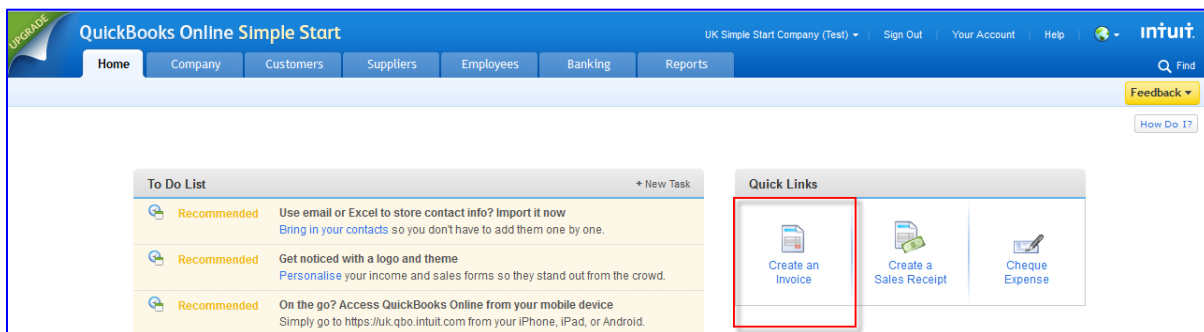 UPGRADE
QuickBooks Online Simple Start
UK Simple Start Company (Test) Sign Out Your Account Help intuit.
Home Company Customers Suppliers Employees Banking Reports Find
Feedback
How Do I?
To Do List + New Task
Recommended Use email or Excel to store contact info? Import it now
Bring in your contacts so you don't have to add them one by one.
Recommended Get noticed with a logo and theme
Personalise your income and sales forms so they stand out from the crowd.
Recommended On the go? Access QuickBooks Online from your mobile device
Simply go to https://uk.qbo.intuit.com from your iPhone, iPad, or Android.
Quick Links
Create an
Invoice
Create a
Sales Receipt
Cheque
Expense